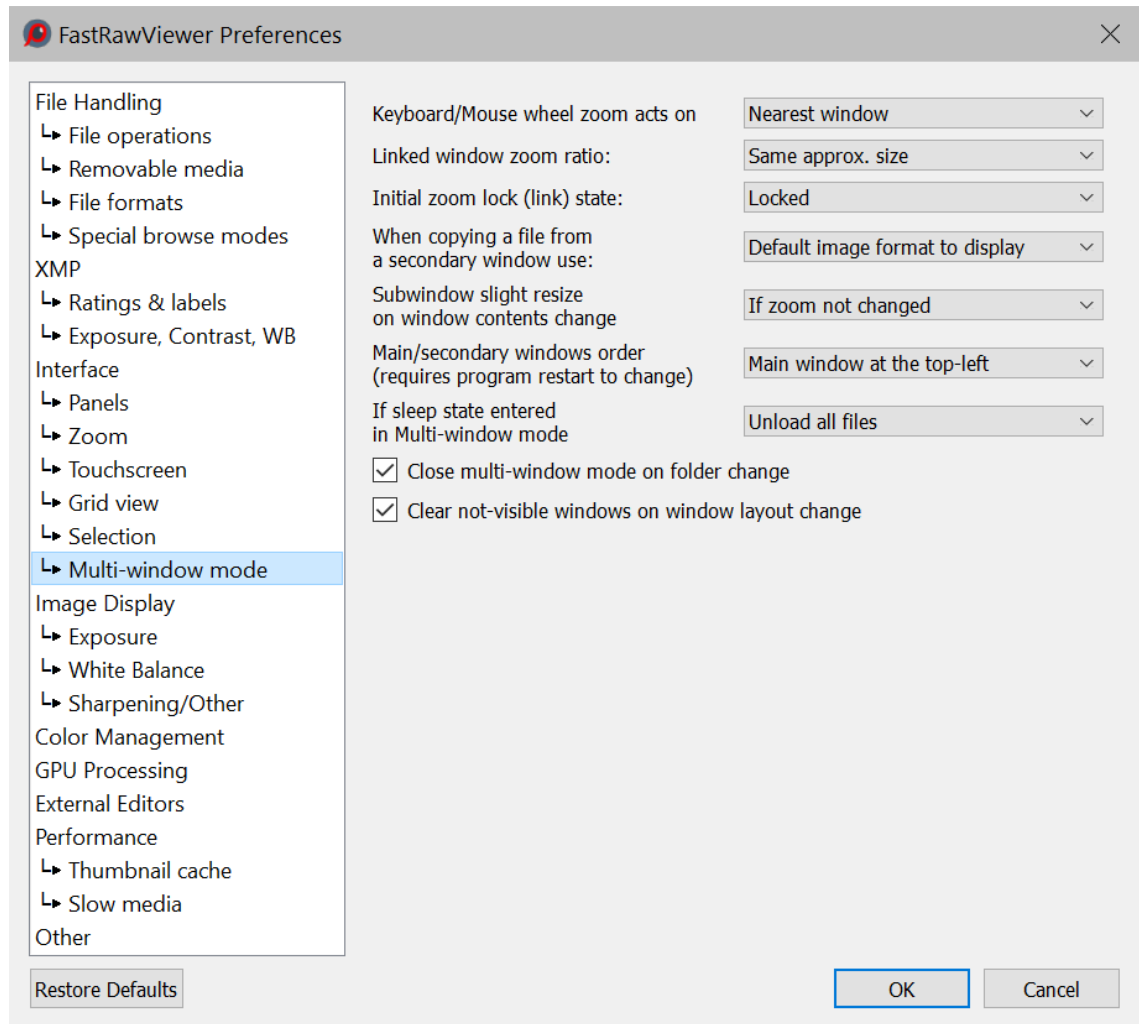 FastRawViewer Preferences
File Handling
File operations
Removable media
File formats
Special browse modes
XMP
Ratings & labels
Exposure, Contrast, WB
Interface
Panels
Zoom
Touchscreen
Grid view
Selection
Multi-window mode
Image Display
Exposure
White Balance
Sharpening/Other
Color Management
GPU Processing
External Editors
Performance
Thumbnail cache
Slow media
Other
Keyboard/Mouse wheel zoom acts on
Nearest window
Linked window zoom ratio:
Same approx. size
Initial zoom lock (link) state:
Locked
When copying a file from
a secondary window use:
Default image format to display
Subwindow slight resize
on window contents change
If zoom not changed
Main/secondary windows order
(requires program restart to change)
Main window at the top-left
If sleep state entered
in Multi-window mode
Unload all files
Close multi-window mode on folder change
Clear not-visible windows on window layout change
Restore Defaults
OK
Cancel